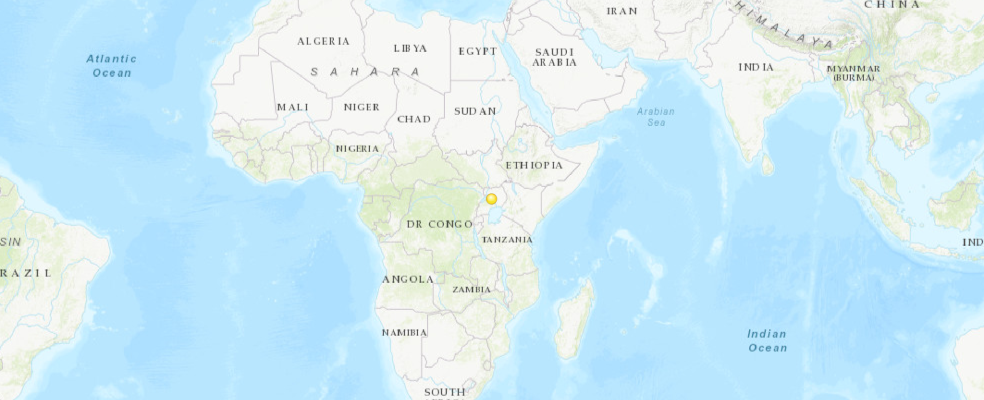 CHINA
IRAN
HIMALAYA
ALGERIA
LIBYA
EGYPT
SAUDI
ARABIA
Atlantic
Ocean
SAHARA
INDIA
MYANMAR
(BURMA)
MALI
NIGER
CHAD
SUDAN
Arabian
Sea
NIGERIA
ETHIOPIA
DR CONGO
TANZANIA
SIN
IND
RAZIL
ANGOLA
ZAMBIA
NAMIBIA
Indian
Ocean
SOUTH